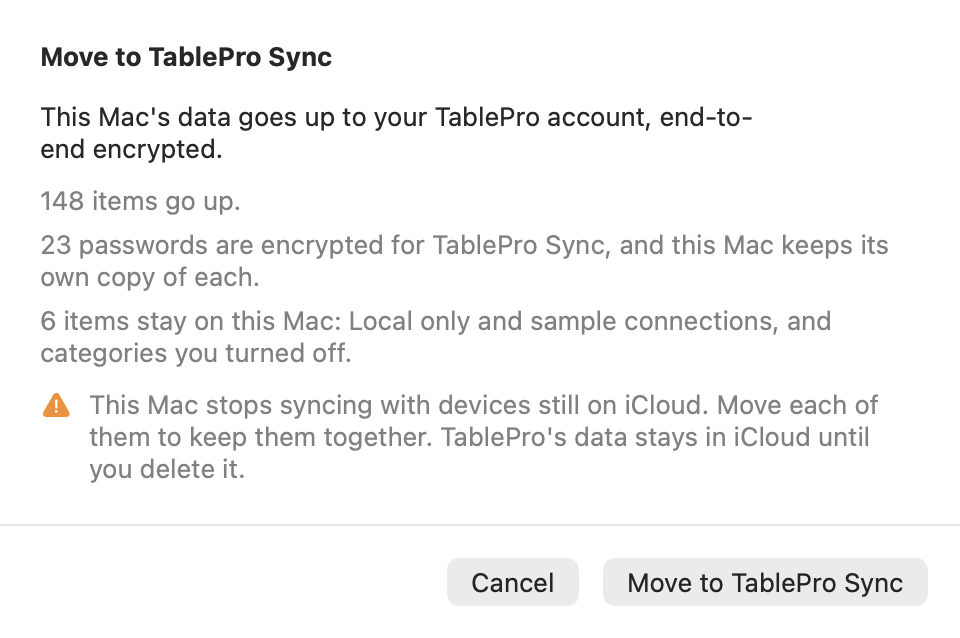 Move to TablePro Sync
This Mac's data goes up to your TablePro account, end-to-
end encrypted.
148 items go up.
23 passwords are encrypted for TablePro Sync, and this Mac keeps its
own copy of each.
6 items stay on this Mac: Local only and sample connections, and
categories you turned off.
This Mac stops syncing with devices still on iCloud. Move each of
them to keep them together. TablePro's data stays in iCloud until
you delete it.
Cancel
Move to TablePro Sync